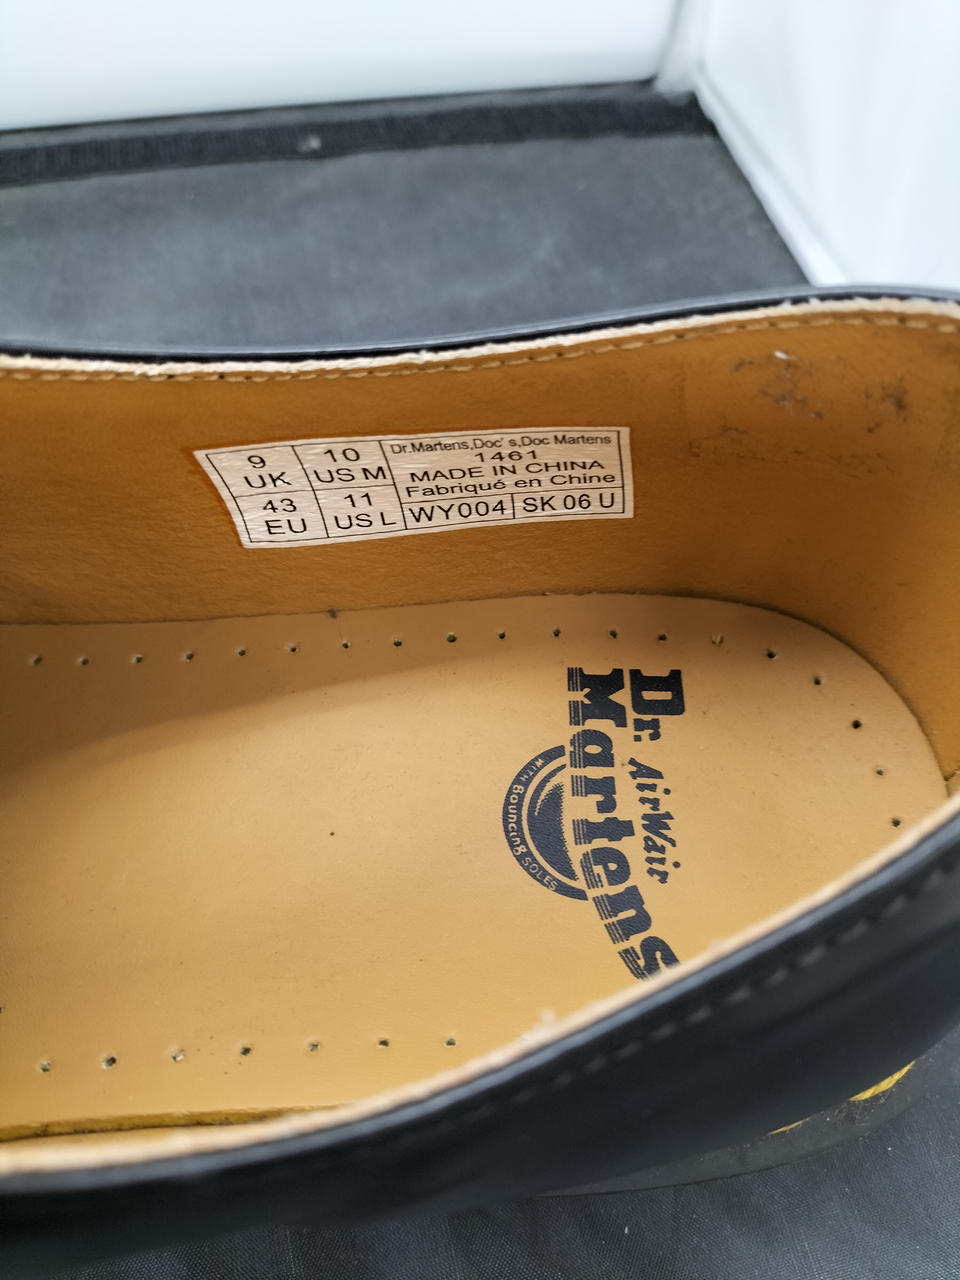 9
UK
10
US M
Dr.Martens,Doc' s,Doc Martens
1461
MADE IN CHINA
Fabriqué en Chine
43
EU
11
US L
WY004
SK 06 U
Dr.
Martens
AirWair
WITH Bouncing SOLES